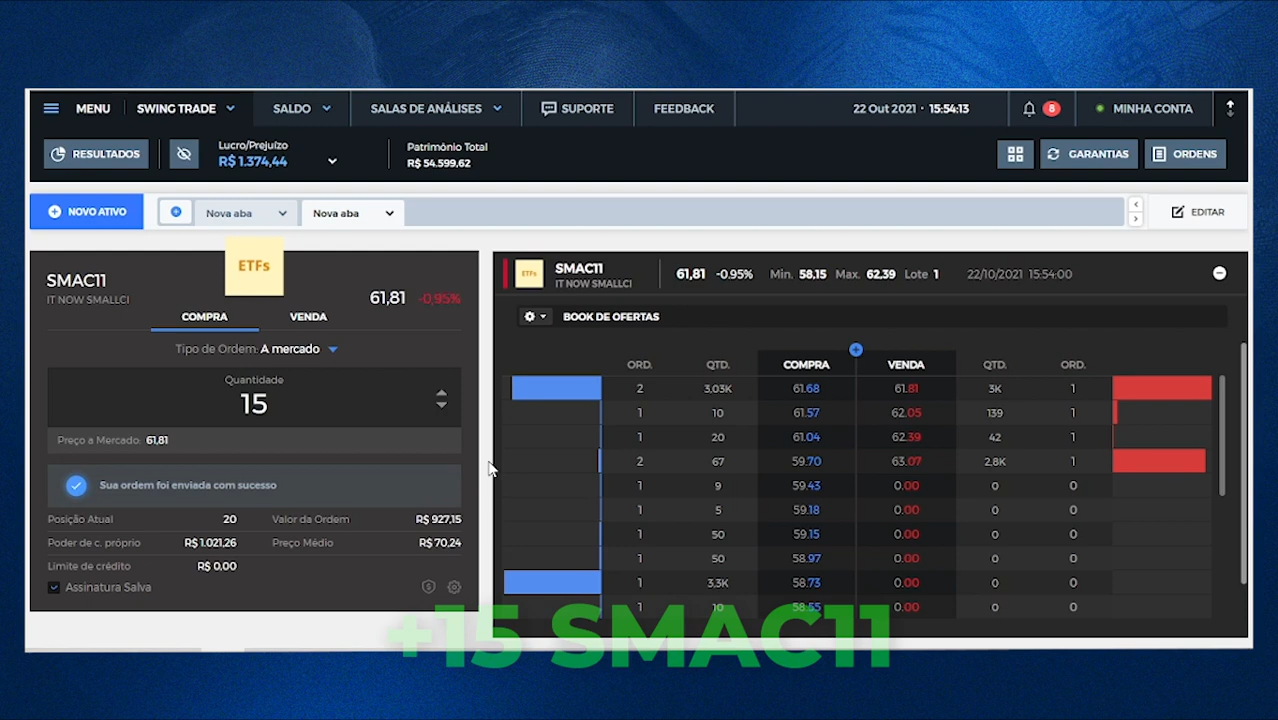 MENU SWING TRADE SALDO SALAS DE ANÁLISES SUPORTE FEEDBACK 22 Out 2021 · 15:54:13 8 MINHA CONTA
RESULTADOS Lucro/Prejuízo Patrimônio Total GARANTIAS ORDENS
R$ 1.374,44 R$ 54.599,62
NOVO ATIVO Nova aba Nova aba EDITAR
ETFs
SMAC11
IT NOW SMALLCI
61,81 -0,95%
COMPRA VENDA
Tipo de Ordem: A mercado
Quantidade
15
Preço a Mercado: 61,81
Sua ordem foi enviada com sucesso
Posição Atual 20 Valor da Ordem R$ 927,15
Poder de c. próprio R$ 1.021,26 Preço Médio R$ 70,24
Limite de crédito R$ 0,00
Assinatura Salva
ETFs SMAC11 61,81 -0.95% Min. 58,15 Max. 62,39 Lote 1 22/10/2021 15:54:00
IT NOW SMALLCI
BOOK DE OFERTAS
ORD. QTD. COMPRA VENDA QTD. ORD.
2 3,03K 61.68 61.81 3K 1
1 10 61.57 62.05 139 1
1 20 61.04 62.39 42 1
2 67 59.70 63.07 2,8K 1
1 9 59.43 0.00 0 0
1 5 59.18 0.00 0 0
1 50 59.15 0.00 0 0
1 50 58.97 0.00 0 0
1 3,3K 58.73 0.00 0 0
1 10 58.55 0.00 0 0
+15 SMAC11